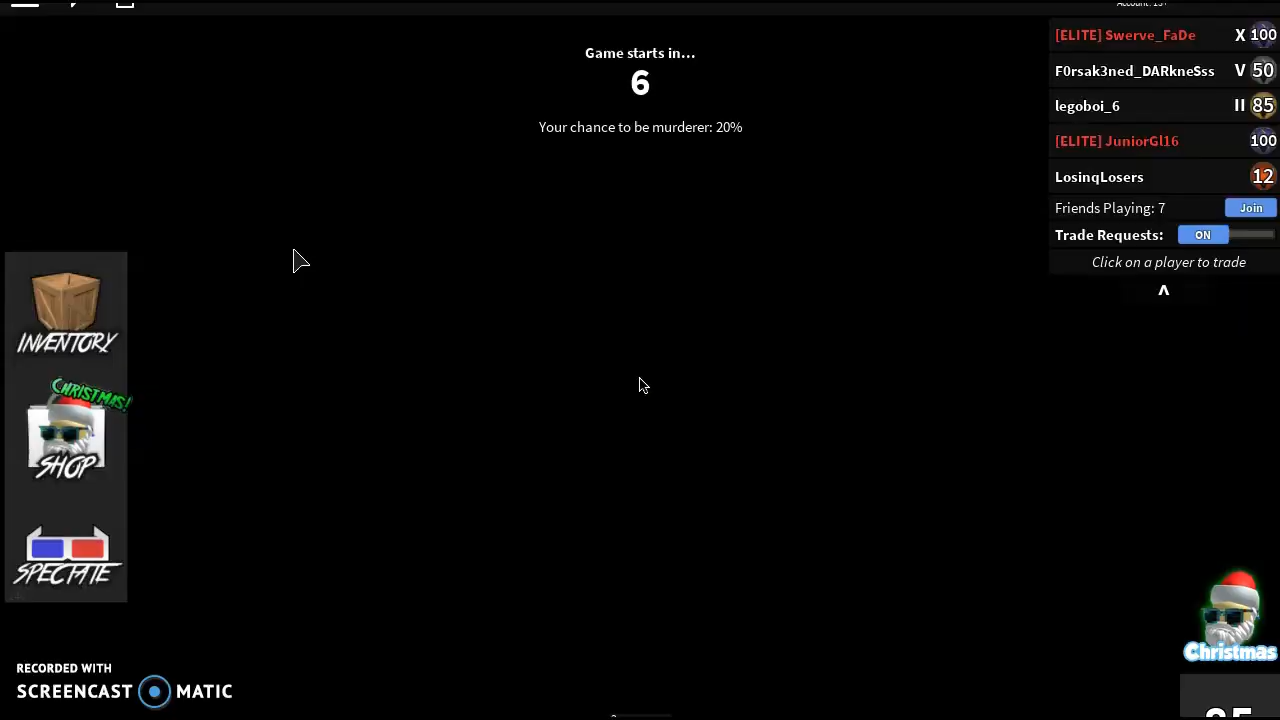 Game starts in...
6
Your chance to be murderer: 20%
[ELITE] Swerve_FaDe X 100
F0rsak3ned_DARkneSss V 50
legoboi_6 II 85
[ELITE] JuniorGl16 100
LosinqLosers 12
Friends Playing: 7 Join
Trade Requests: ON
Click on a player to trade
INVENTORY
CHRISTMAS!
SHOP
SPECTATE
Christmas
RECORDED WITH
SCREENCAST MATIC